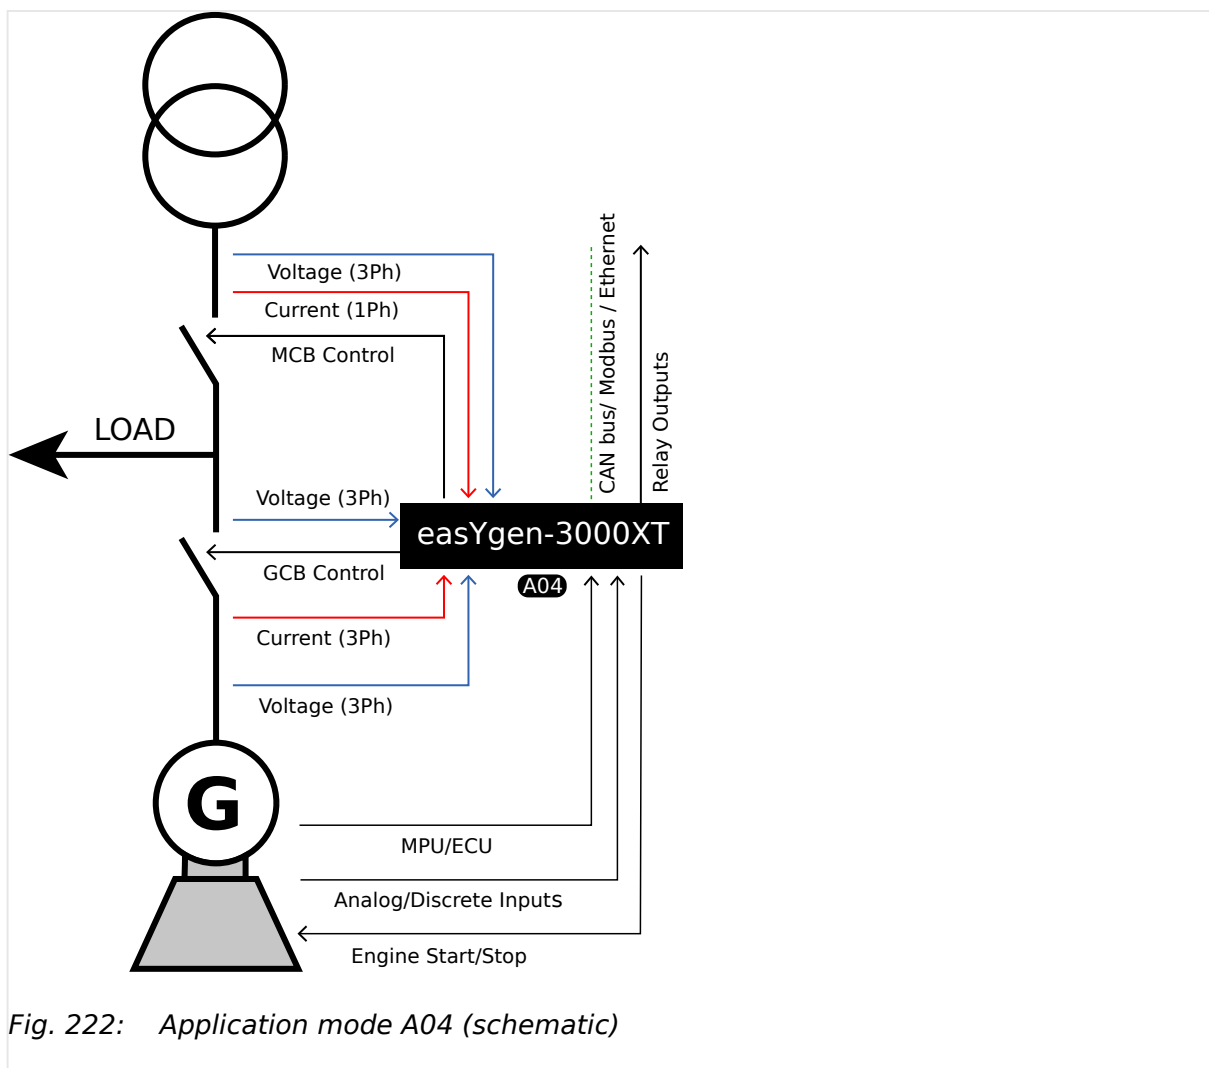 Voltage (3Ph)
Current (1Ph)
MCB Control
CAN bus/ Modbus / Ethernet
Relay Outputs
LOAD
Voltage (3Ph)
easYgen-3000XT
GCB Control
A04
Current (3Ph)
Voltage (3Ph)
G
MPU/ECU
Analog/Discrete Inputs
Engine Start/Stop
Fig. 222: Application mode A04 (schematic)